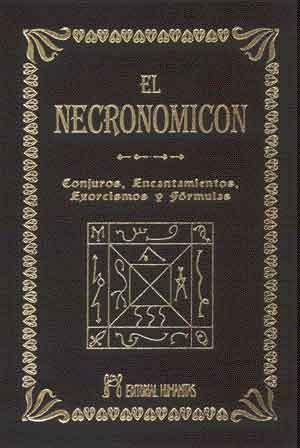 EL
NECRONOMICON
Conjuros, Encantamientos,
Exorcismos y Fórmulas
EDITORIAL HUMANITAS